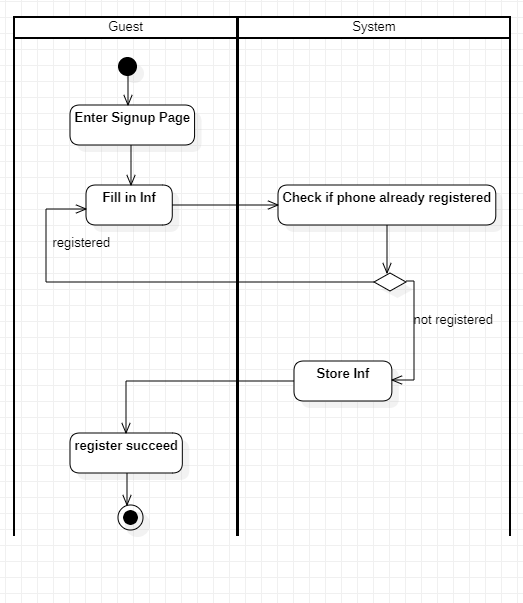 Guest
System
Enter Signup Page
Fill in Inf
Check if phone already registered
registered
not registered
Store Inf
register succeed